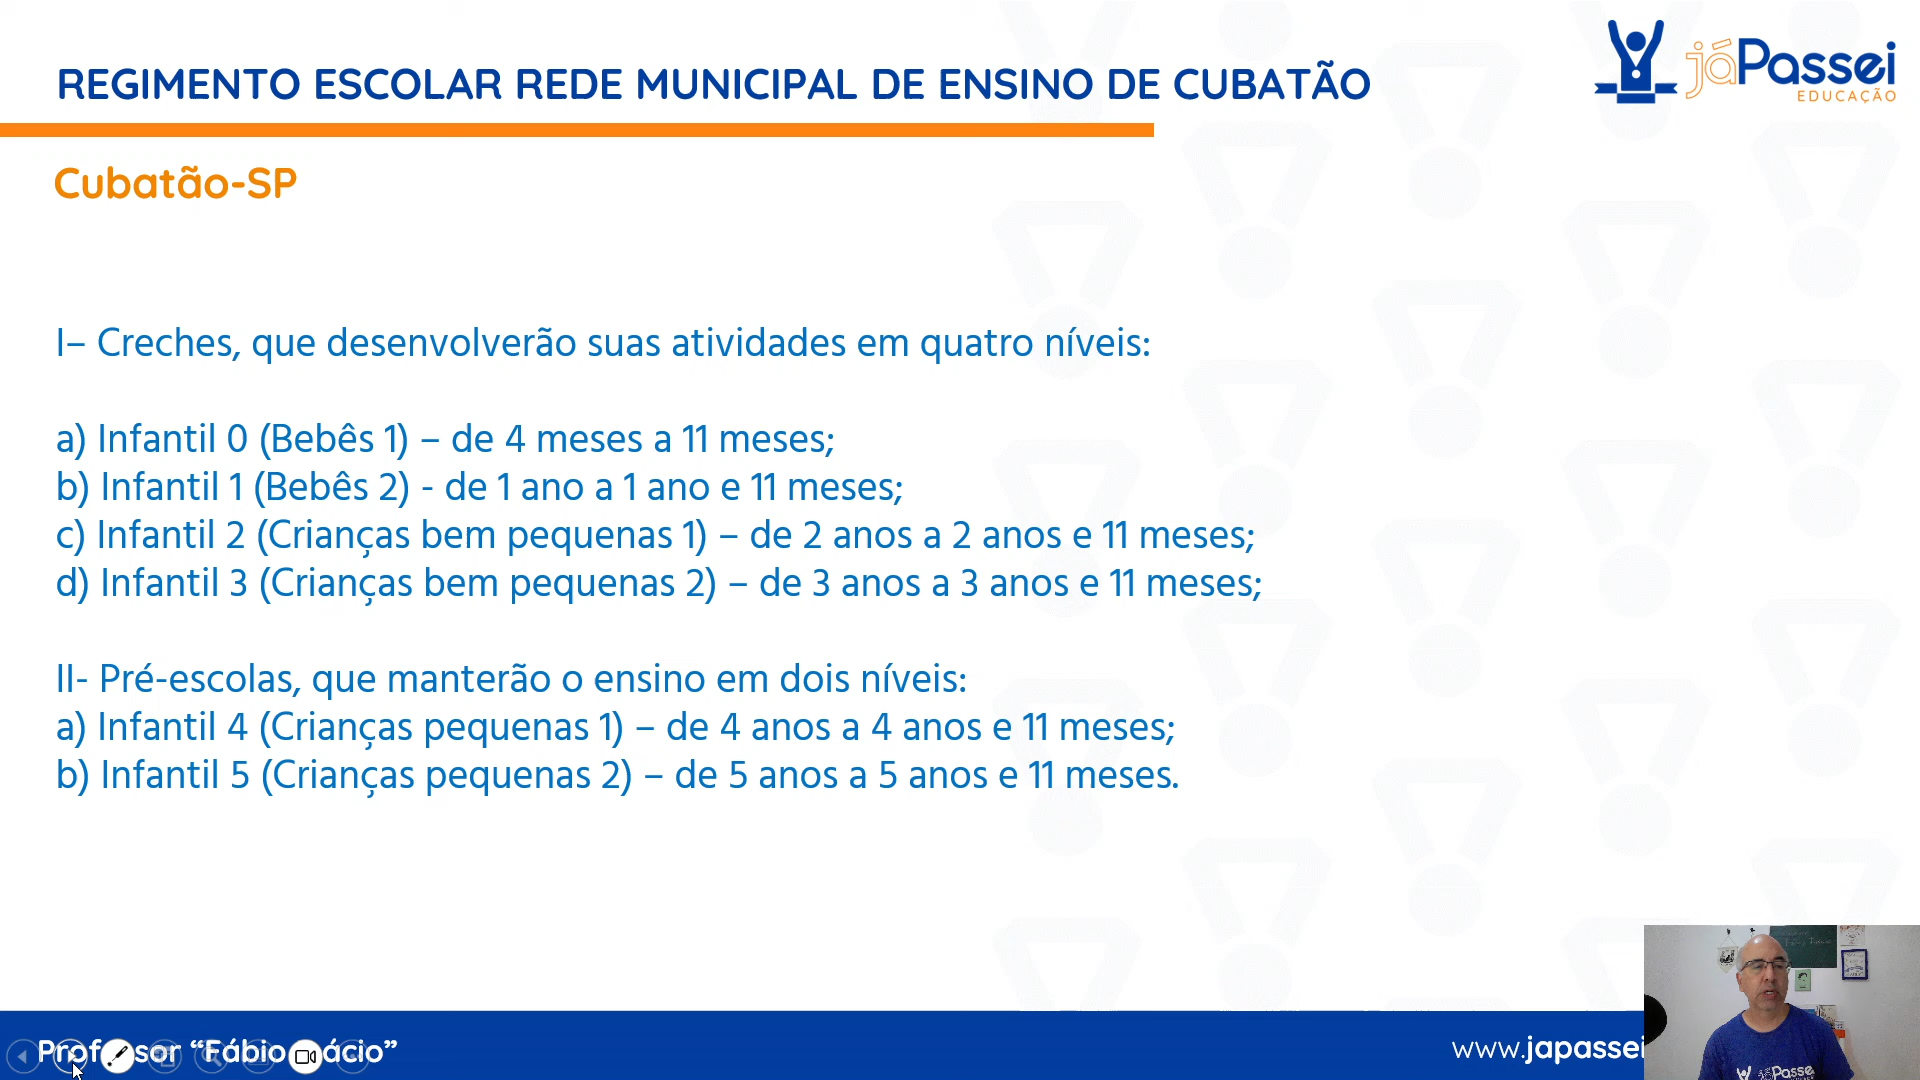 REGIMENTO ESCOLAR REDE MUNICIPAL DE ENSINO DE CUBATÃO
jáPassei
EDUCAÇÃO
Cubatão-SP
I– Creches, que desenvolverão suas atividades em quatro níveis:
a) Infantil 0 (Bebês 1) – de 4 meses a 11 meses;
b) Infantil 1 (Bebês 2) - de 1 ano a 1 ano e 11 meses;
c) Infantil 2 (Crianças bem pequenas 1) – de 2 anos a 2 anos e 11 meses;
d) Infantil 3 (Crianças bem pequenas 2) – de 3 anos a 3 anos e 11 meses;
II- Pré-escolas, que manterão o ensino em dois níveis:
a) Infantil 4 (Crianças pequenas 1) – de 4 anos a 4 anos e 11 meses;
b) Infantil 5 (Crianças pequenas 2) – de 5 anos a 5 anos e 11 meses.
“Fábio
www.japassei
jáPassei